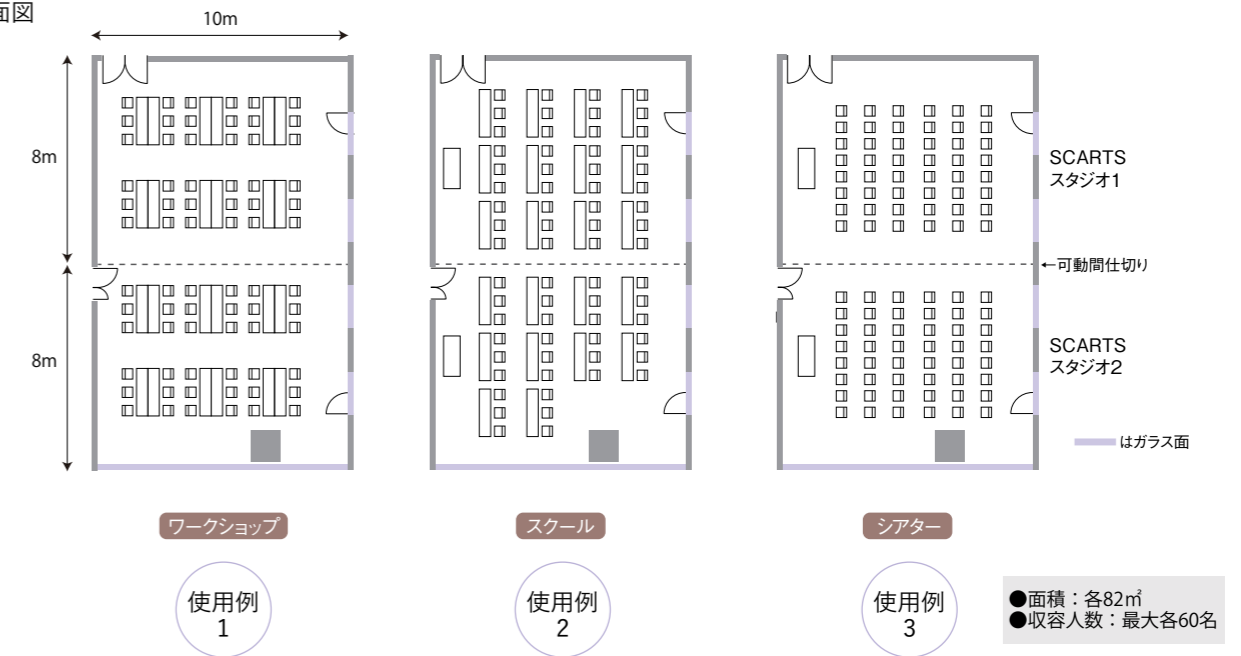 面図
10m
8m
8m
SCARTS
スタジオ1
←可動間仕切り
SCARTS
スタジオ2
はガラス面
ワークショップ
スクール
シアター
使用例
1
使用例
2
使用例
3
●面積：各82㎡
●収容人数：最大各60名